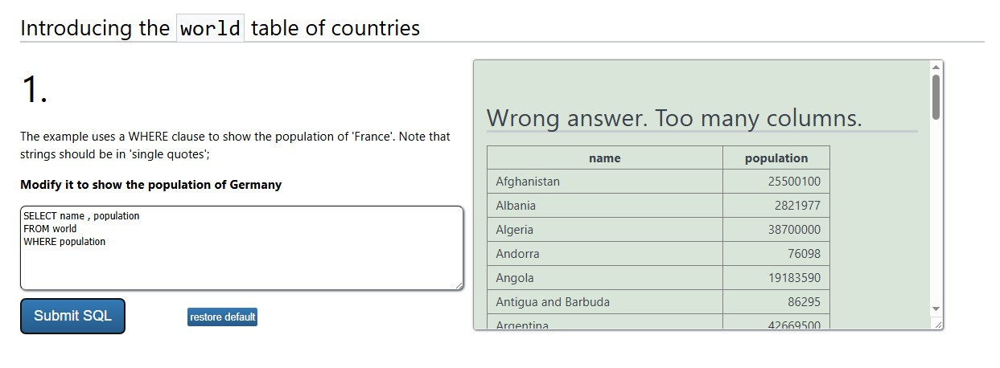 Introducing the world table of countries
1.
The example uses a WHERE clause to show the population of 'France'. Note that
strings should be in 'single quotes';
Modify it to show the population of Germany
SELECT name , population
FROM world
WHERE population
Submit SQL
restore default
Wrong answer. Too many columns.
name population
Afghanistan 25500100
Albania 2821977
Algeria 38700000
Andorra 76098
Angola 19183590
Antigua and Barbuda 86295
Argentina 42669500